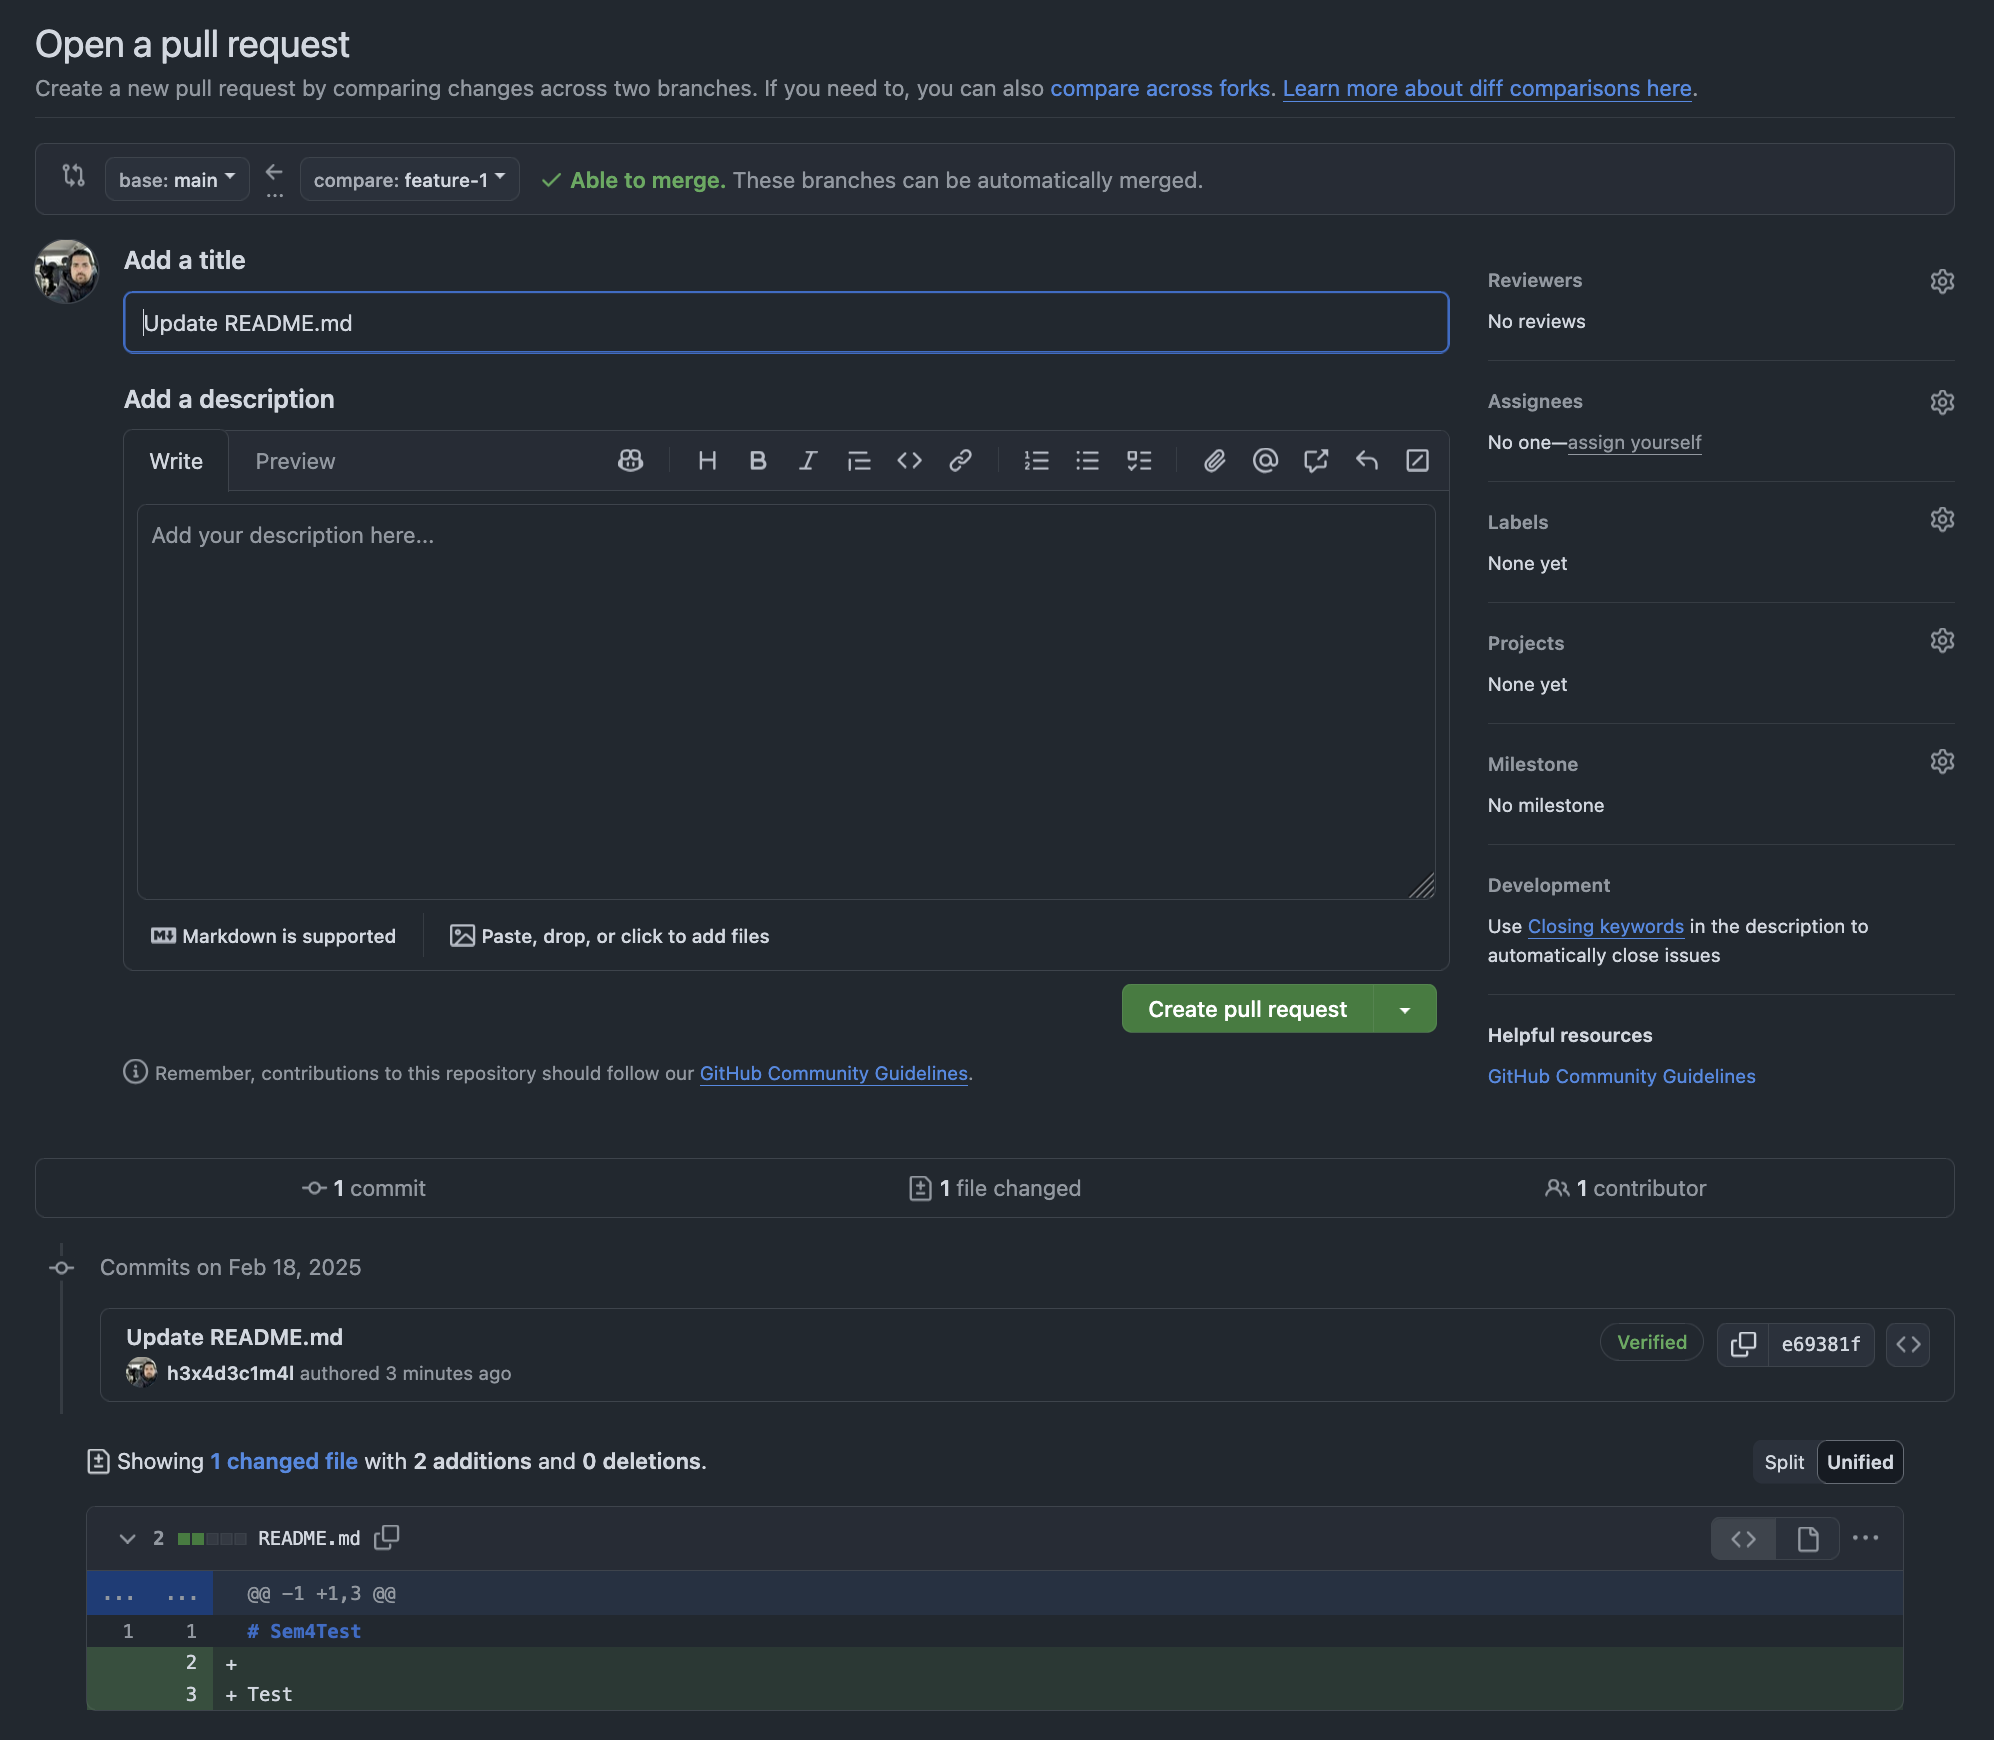 Open a pull request
Create a new pull request by comparing changes across two branches. If you need to, you can also compare across forks. Learn more about diff comparisons here.
base: main
...
compare: feature-1
Able to merge. These branches can be automatically merged.
Add a title
Update README.md
Add a description
Write
Preview
Add your description here...
Markdown is supported
Paste, drop, or click to add files
Create pull request
Remember, contributions to this repository should follow our GitHub Community Guidelines.
Reviewers
No reviews
Assignees
No one—assign yourself
Labels
None yet
Projects
None yet
Milestone
No milestone
Development
Use Closing keywords in the description to
automatically close issues
Helpful resources
GitHub Community Guidelines
1 commit
1 file changed
1 contributor
Commits on Feb 18, 2025
Update README.md
h3x4d3c1m4l authored 3 minutes ago
Verified
e69381f
Showing 1 changed file with 2 additions and 0 deletions.
Split
Unified
2 README.md
... ... @@ -1 +1,3 @@
1 1 # Sem4Test
2 +
3 + Test